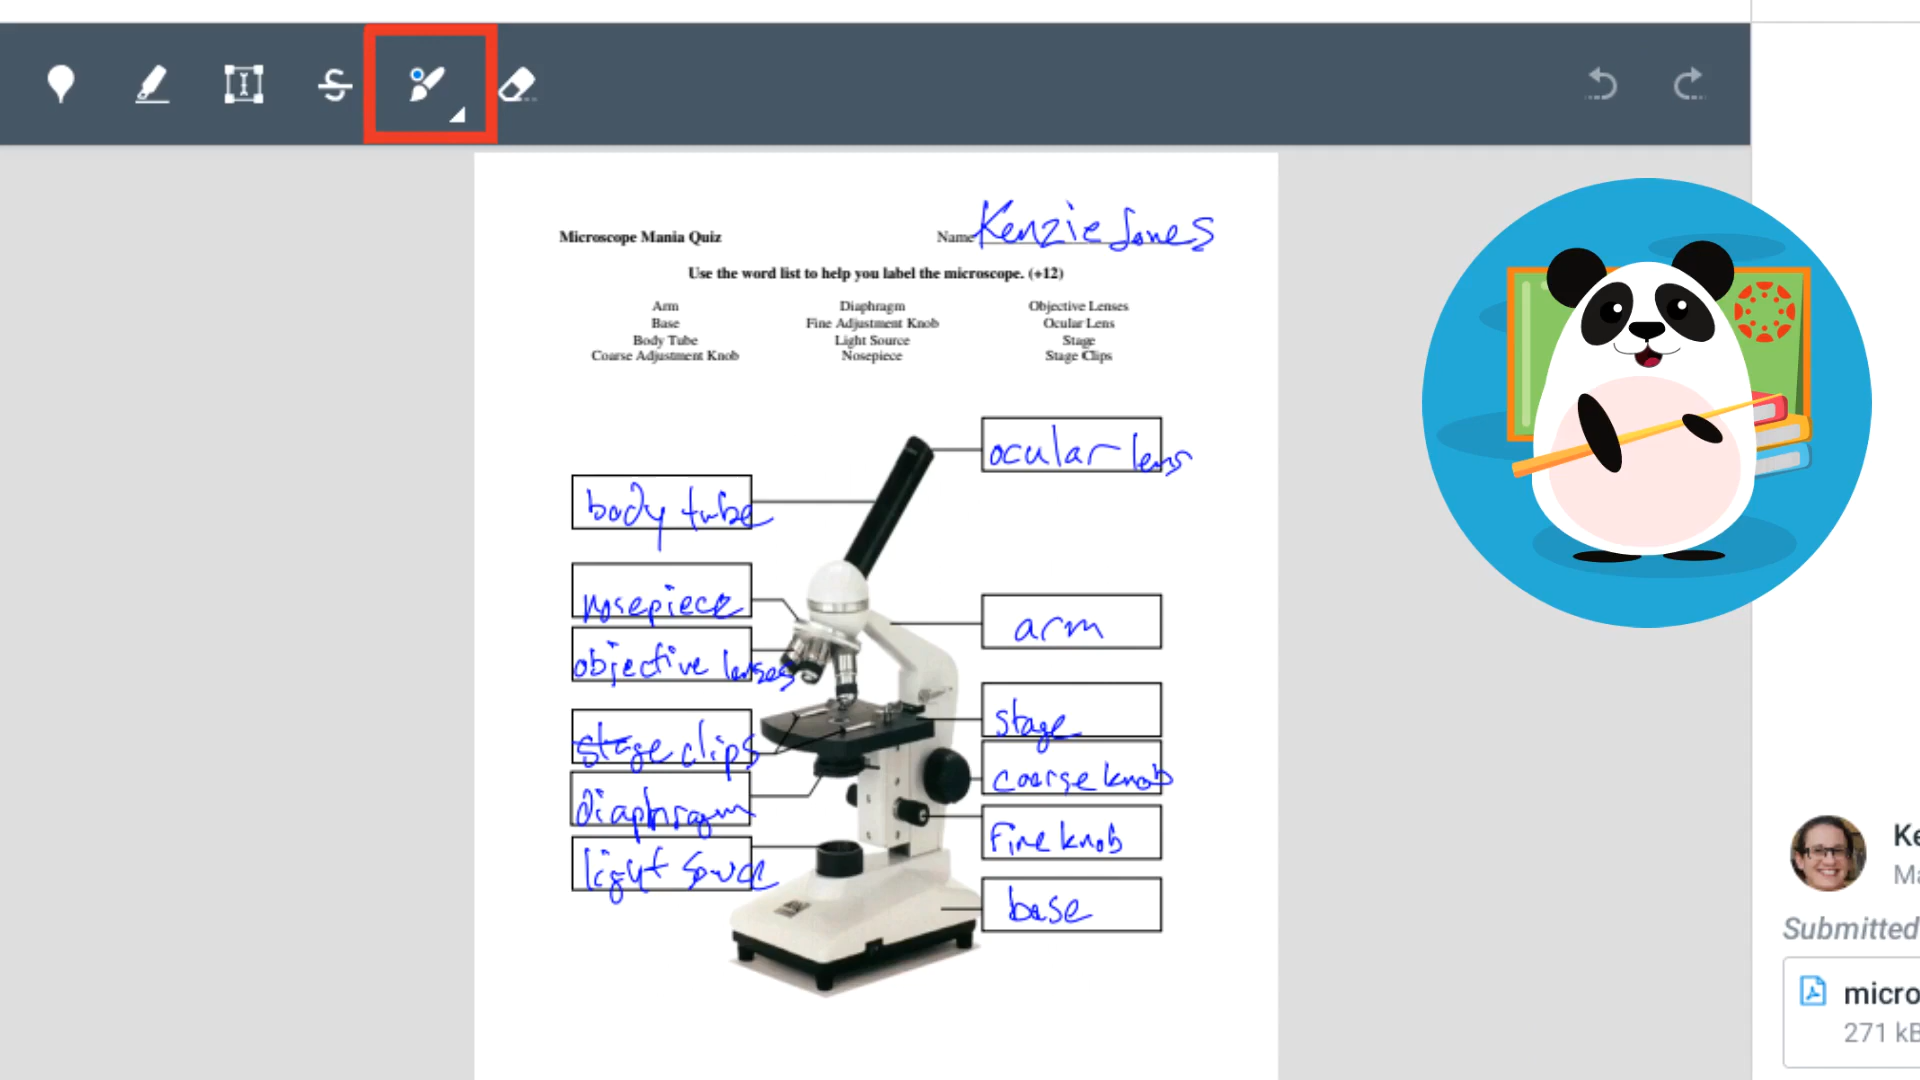 Microscope Mania Quiz
Name Kenzie Jones
Use the word list to help you label the microscope. (+12)
Arm Diaphragm Objective Lenses
Base Fine Adjustment Knob Ocular Lens
Body Tube Light Source Stage
Coarse Adjustment Knob Nosepiece Stage Clips
ocular lens
body tube
nosepiece
arm
objective lenses
stage
stage clips
coarse knob
diaphragm
Fine knob
light source
base
Ke
Ma
Submitted
micro
271 kB